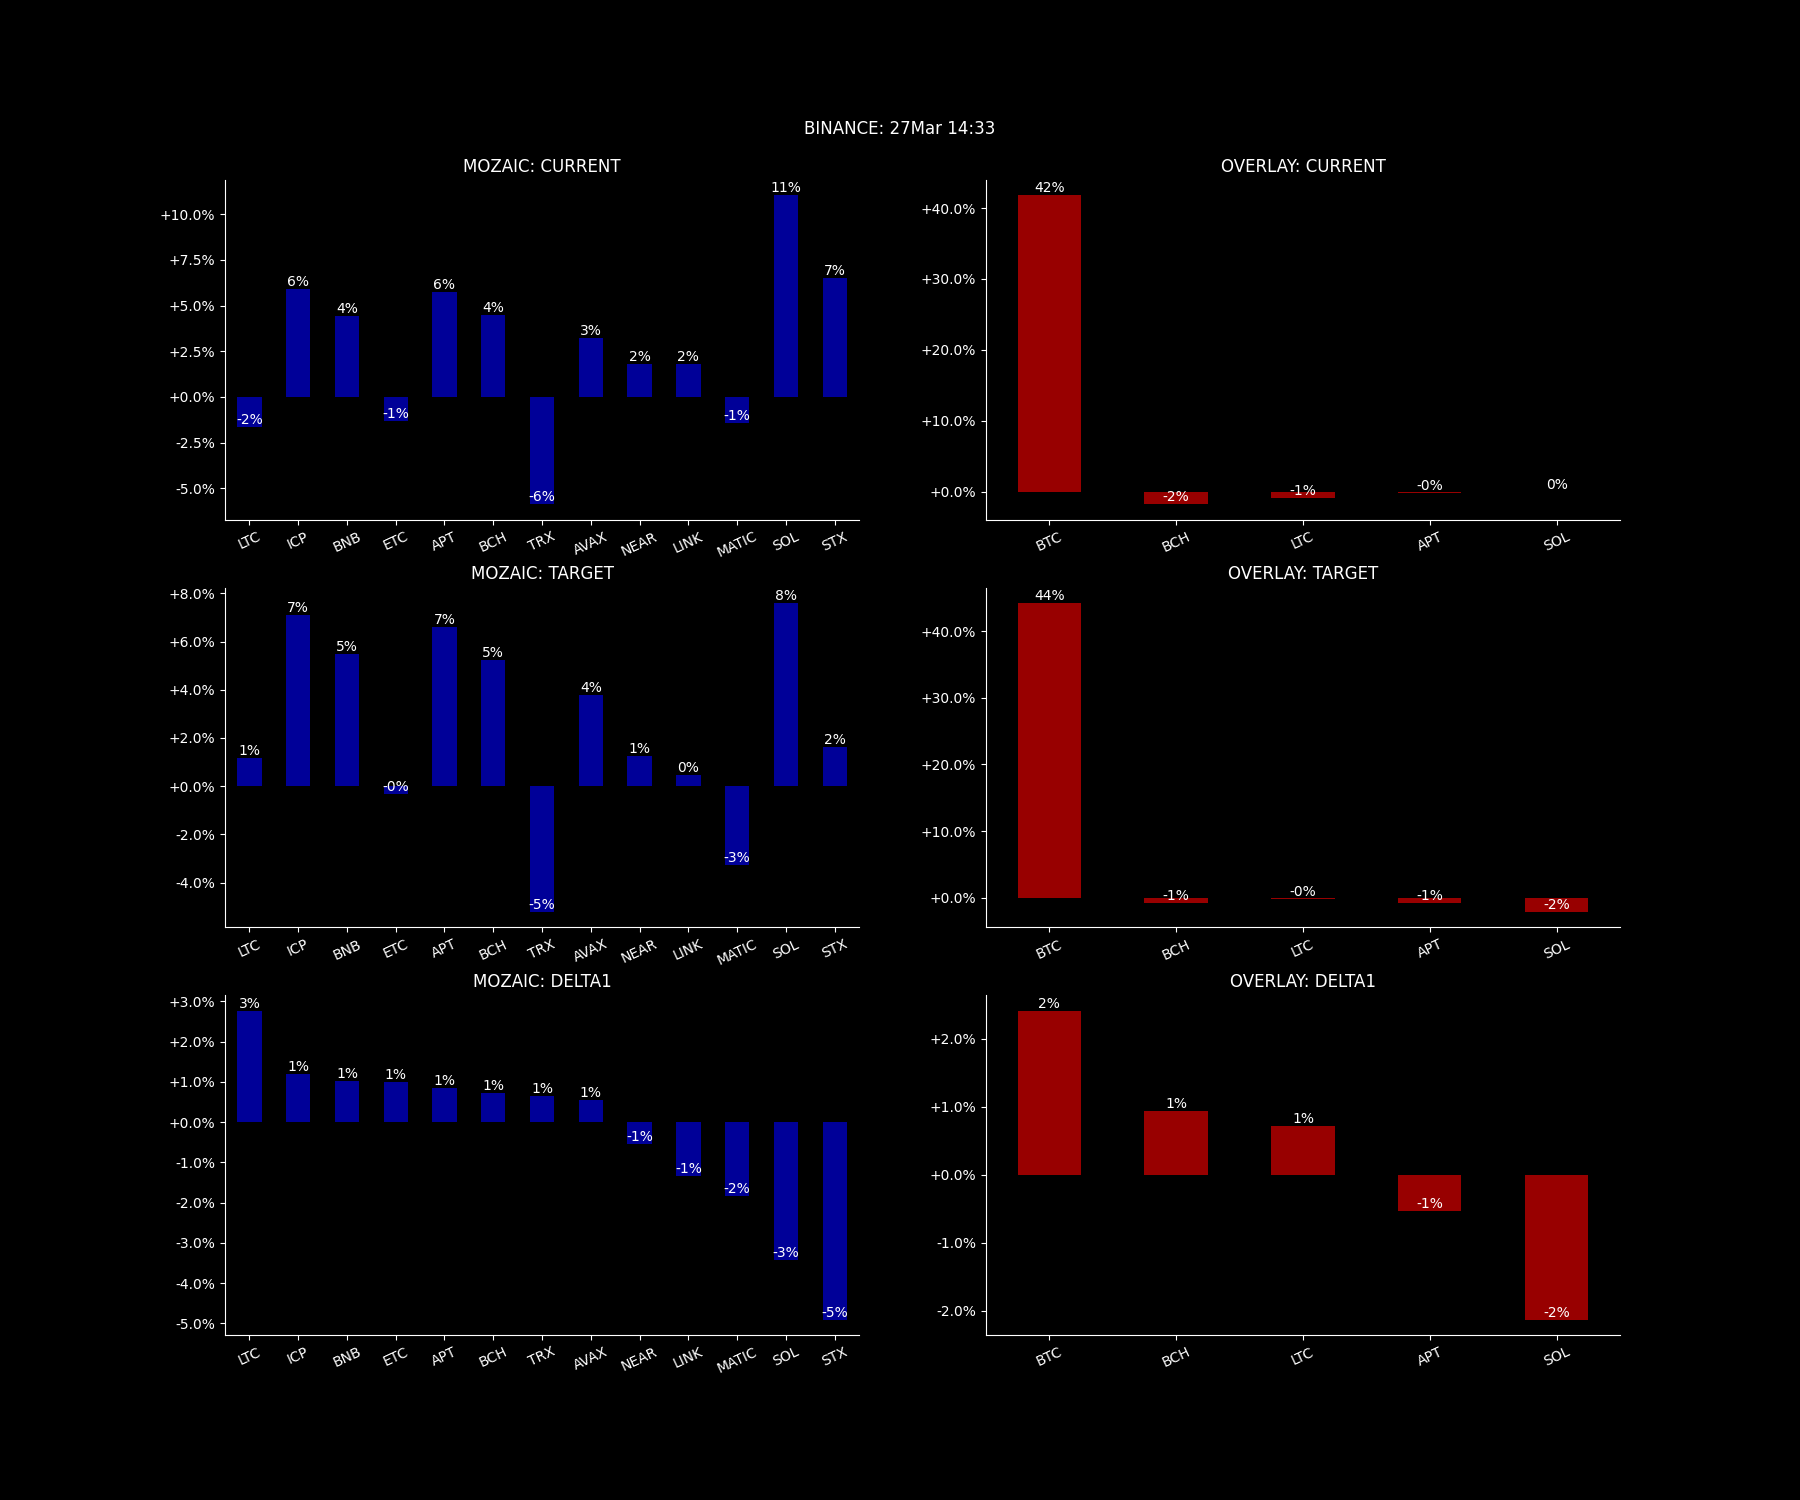 BINANCE: 27Mar 14:33
MOZAIC: CURRENT
+10.0%
+7.5%
+5.0%
+2.5%
+0.0%
-2.5%
-5.0%
-2% 6% 4% -1% 6% 4% -6% 3% 2% 2% -1% 11% 7%
LTC ICP BNB ETC APT BCH TRX AVAX NEAR LINK MATIC SOL STX
OVERLAY: CURRENT
+40.0%
+30.0%
+20.0%
+10.0%
+0.0%
42% -2% -1% -0% 0%
BTC BCH LTC APT SOL
MOZAIC: TARGET
+8.0%
+6.0%
+4.0%
+2.0%
+0.0%
-2.0%
-4.0%
1% 7% 5% -0% 7% 5% -5% 4% 1% 0% -3% 8% 2%
LTC ICP BNB ETC APT BCH TRX AVAX NEAR LINK MATIC SOL STX
OVERLAY: TARGET
+40.0%
+30.0%
+20.0%
+10.0%
+0.0%
44% -1% -0% -1% -2%
BTC BCH LTC APT SOL
MOZAIC: DELTA1
+3.0%
+2.0%
+1.0%
+0.0%
-1.0%
-2.0%
-3.0%
-4.0%
-5.0%
3% 1% 1% 1% 1% 1% 1% 1% -1% -1% -2% -3% -5%
LTC ICP BNB ETC APT BCH TRX AVAX NEAR LINK MATIC SOL STX
OVERLAY: DELTA1
+2.0%
+1.0%
+0.0%
-1.0%
-2.0%
2% 1% 1% -1% -2%
BTC BCH LTC APT SOL